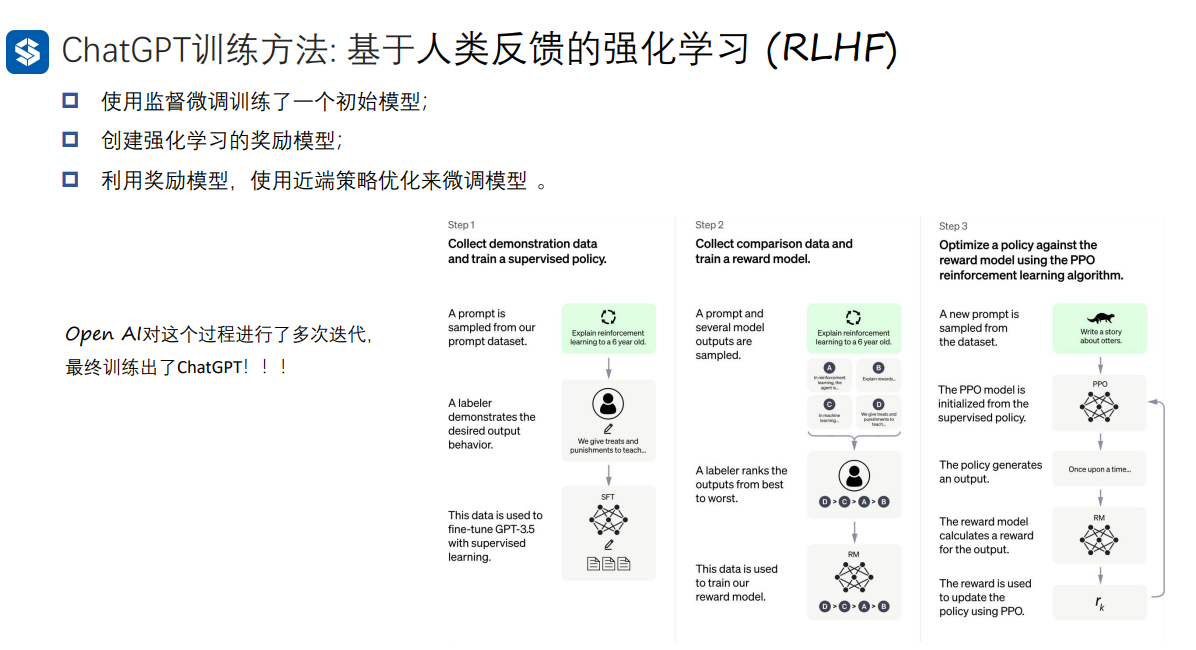 ChatGPT训练方法: 基于人类反馈的强化学习 (RLHF)
使用监督微调训练了一个初始模型;
创建强化学习的奖励模型;
利用奖励模型,使用近端策略优化来微调模型 。
Open AI对这个过程进行了多次迭代,
最终训练出了ChatGPT!!!
Step 1
Collect demonstration data
and train a supervised policy.
A prompt is
sampled from our
prompt dataset.
Explain reinforcement
learning to a 6 year old.
A labeler
demonstrates the
desired output
behavior.
We give treats and
punishments to teach...
This data is used to
fine-tune GPT-3.5
with supervised
learning.
SFT
Step 2
Collect comparison data and
train a reward model.
A prompt and
several model
outputs are
sampled.
Explain reinforcement
learning to a 6 year old.
A
In reinforcement
learning, the
agent is...
B
Explain rewards...
C
In machine
learning...
D
We give treats and
punishments to
teach...
A labeler ranks the
outputs from best
to worst.
D > C > A > B
This data is used
to train our
reward model.
RM
D > C > A > B
Step 3
Optimize a policy against the
reward model using the PPO
reinforcement learning algorithm.
A new prompt is
sampled from
the dataset.
Write a story
about otters.
The PPO model is
initialized from the
supervised policy.
PPO
The policy generates
an output.
Once upon a time...
The reward model
calculates a reward
for the output.
RM
The reward is used
to update the
policy using PPO.
rk